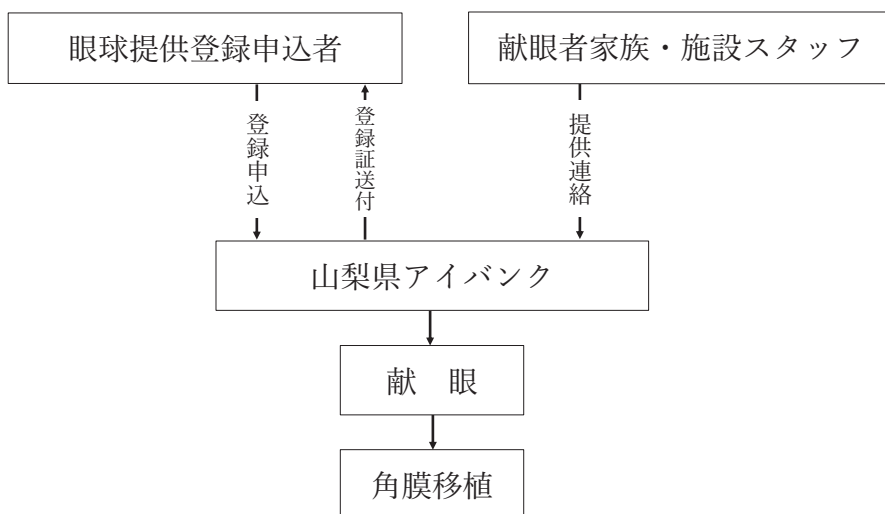 眼球提供登録申込者
献眼者家族・施設スタッフ
登録申込
登録証送付
提供連絡
山梨県アイバンク
献　眼
角膜移植